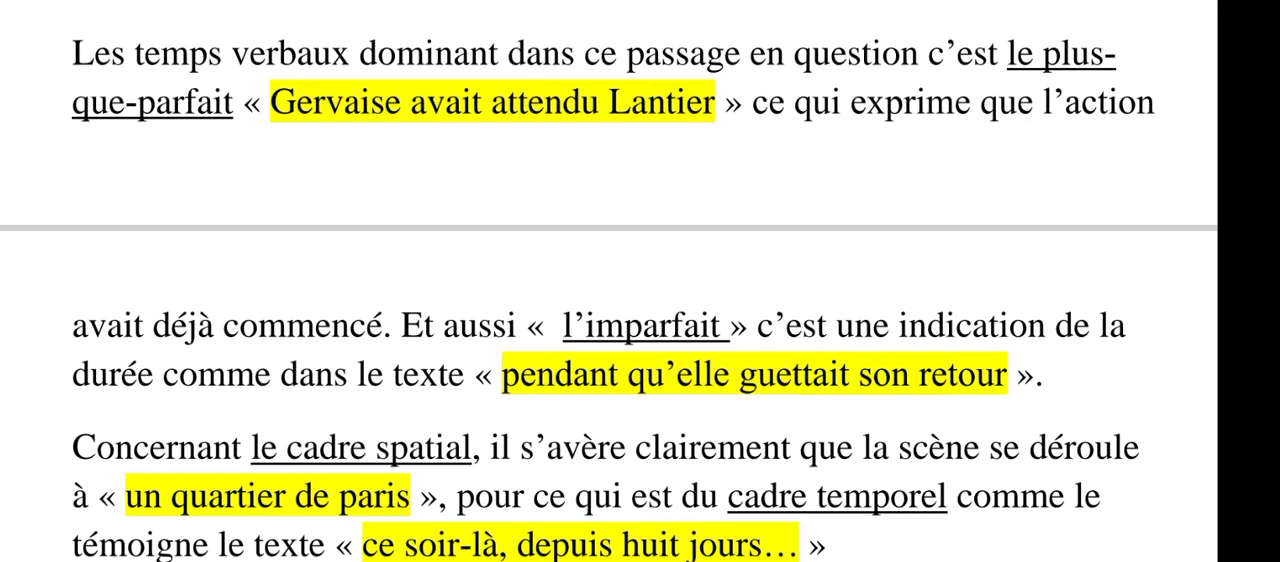 Les temps verbaux dominant dans ce passage en question c’est le plus-
que-parfait « Gervaise avait attendu Lantier » ce qui exprime que l’action
avait déjà commencé. Et aussi «  l’imparfait » c’est une indication de la
durée comme dans le texte « pendant qu’elle guettait son retour ».
Concernant le cadre spatial, il s’avère clairement que la scène se déroule
à « un quartier de paris », pour ce qui est du cadre temporel comme le
témoigne le texte « ce soir-là, depuis huit jours… »